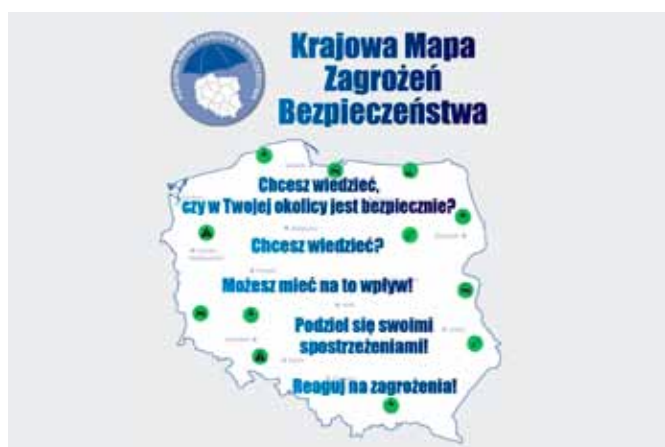 Krajowa Mapa
Zagrożeń
Bezpieczeństwa
Chcesz wiedzieć,
czy w Twojej okolicy jest bezpiecznie?
Chcesz wiedzieć?
Możesz mieć na to wpływ!
Podziel się swoimi
spostrzeżeniami!
Reaguj na zagrożenia!